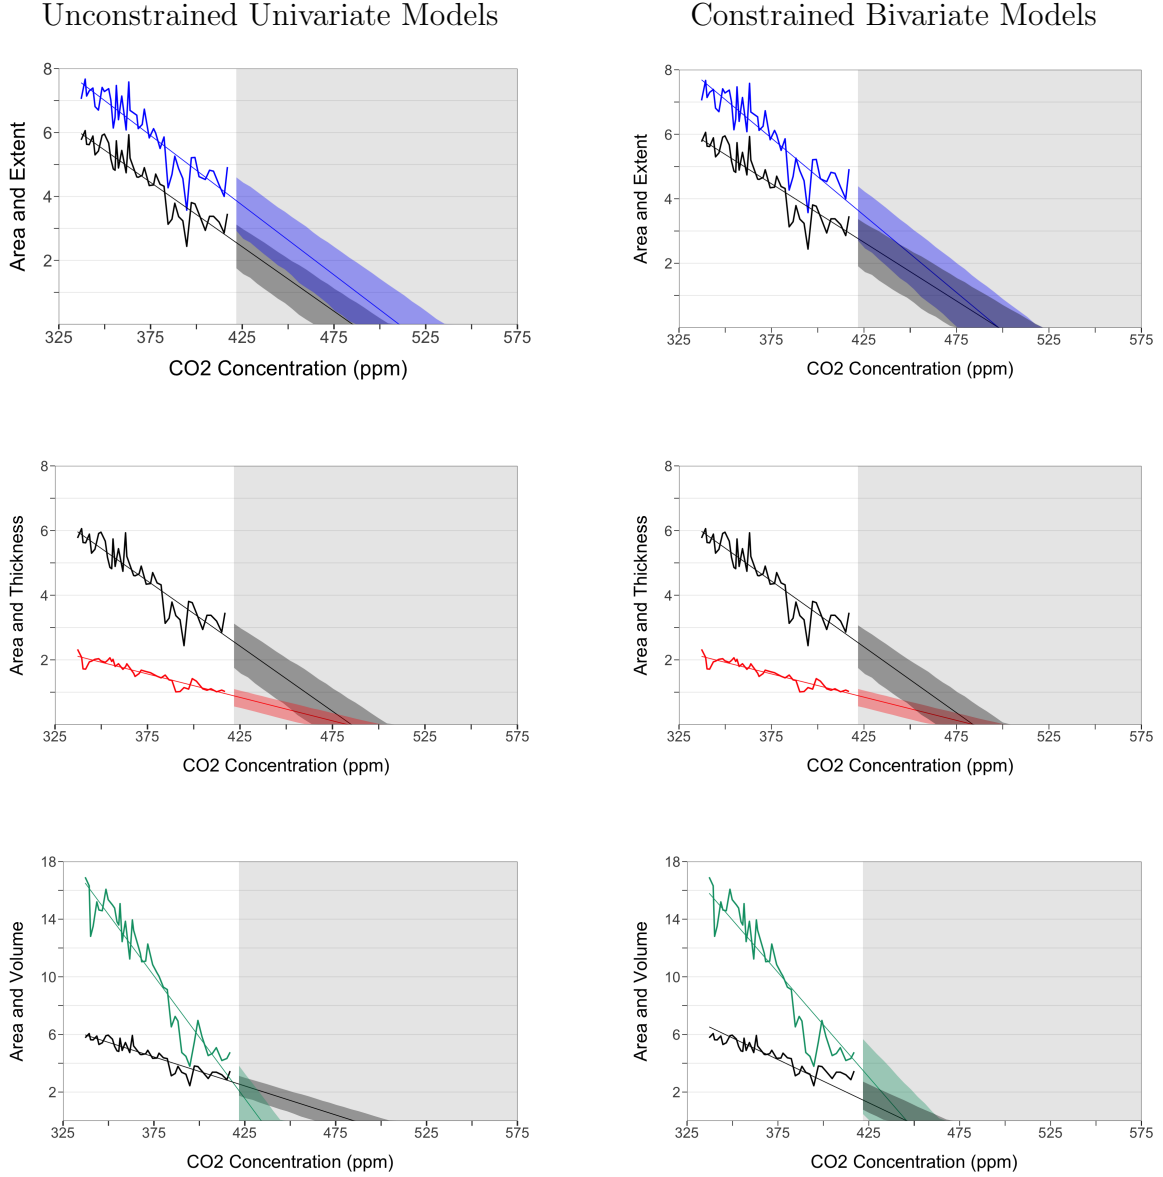 Unconstrained Univariate Models
Constrained Bivariate Models
8
6
4
2
Area and Extent
325 375 425 475 525 575
CO2 Concentration (ppm)
8
6
4
2
Area and Extent
325 375 425 475 525 575
CO2 Concentration (ppm)
8
6
4
2
Area and Thickness
325 375 425 475 525 575
CO2 Concentration (ppm)
8
6
4
2
Area and Thickness
325 375 425 475 525 575
CO2 Concentration (ppm)
18
14
10
6
2
Area and Volume
325 375 425 475 525 575
CO2 Concentration (ppm)
18
14
10
6
2
Area and Volume
325 375 425 475 525 575
CO2 Concentration (ppm)